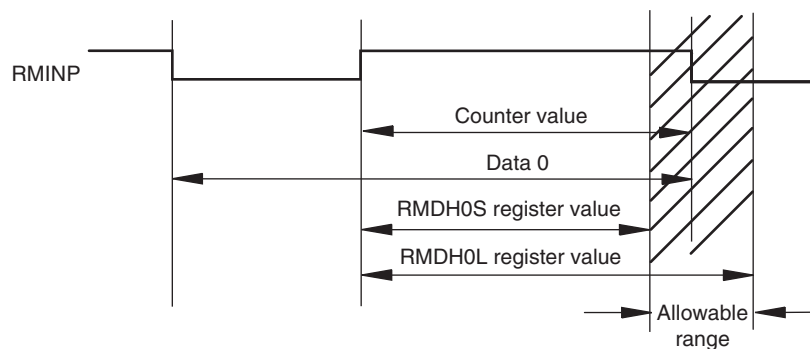 RMINP
Counter value
Data 0
RMDH0S register value
RMDH0L register value
Allowable
range